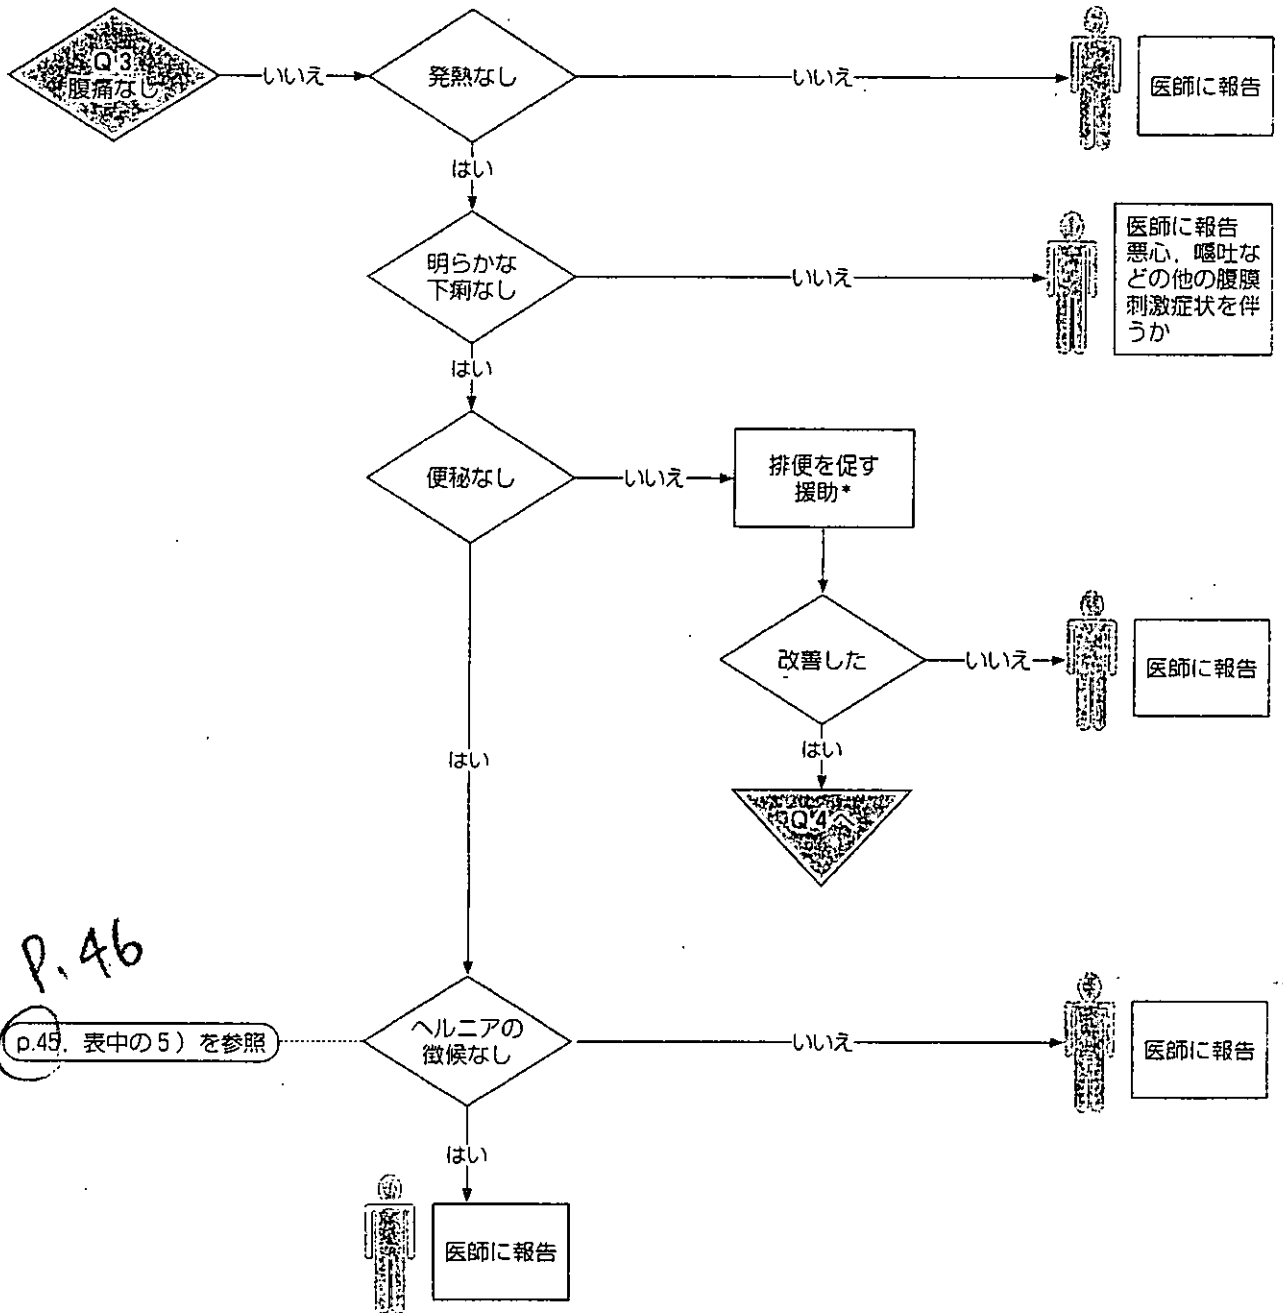 Q 3
腹痛なし
いいえ
発熱なし
いいえ
医師に報告
はい
明らかな
下痢なし
いいえ
医師に報告
悪心，嘔吐な
どの他の腹膜
刺激症状を伴
うか
はい
便秘なし
いいえ
排便を促す
援助*
改善した
いいえ
医師に報告
はい
はい
Q 4 へ
P. 46
p.45，表中の5）を参照
ヘルニアの
徴候なし
いいえ
医師に報告
はい
医師に報告